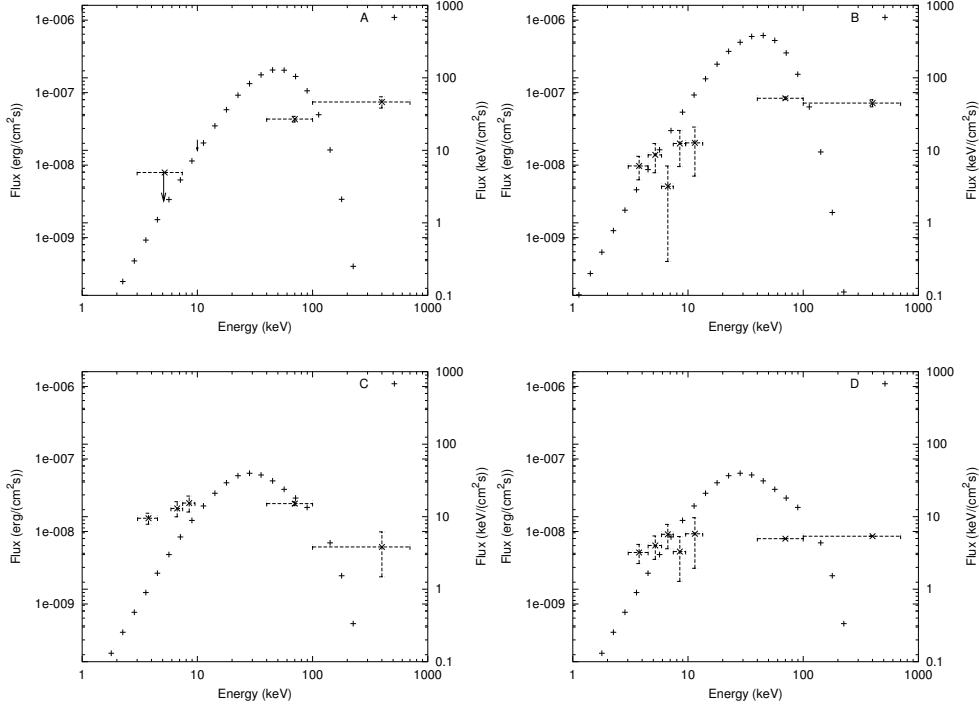 A
1e-006
1e-007
1e-008
1e-009
Flux (erg/(cm²s))
1000
100
10
1
0.1
Flux (keV/(cm²s))
1 10 100 1000
Energy (keV)
B
1e-006
1e-007
1e-008
1e-009
Flux (erg/(cm²s))
1000
100
10
1
0.1
Flux (keV/(cm²s))
1 10 100 1000
Energy (keV)
C
1e-006
1e-007
1e-008
1e-009
Flux (erg/(cm²s))
1000
100
10
1
0.1
Flux (keV/(cm²s))
1 10 100 1000
Energy (keV)
D
1e-006
1e-007
1e-008
1e-009
Flux (erg/(cm²s))
1000
100
10
1
0.1
Flux (keV/(cm²s))
1 10 100 1000
Energy (keV)